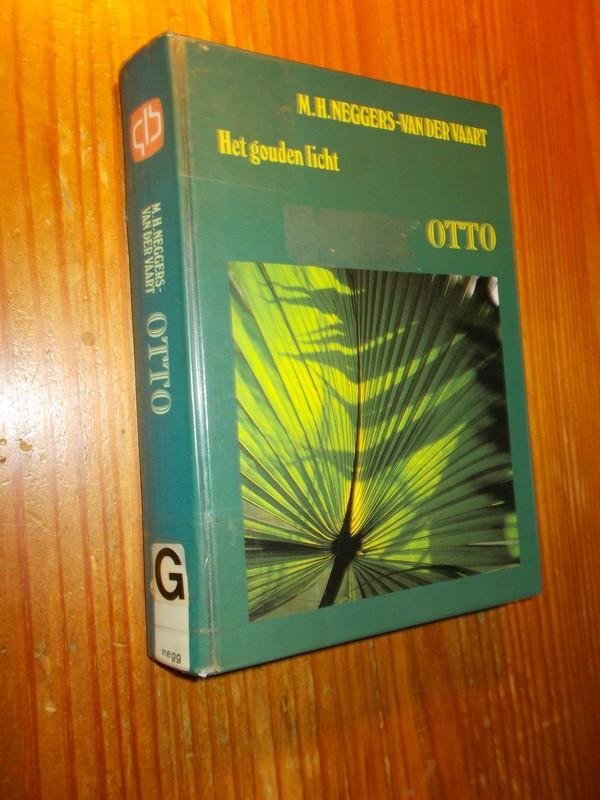 M.H. NEGGERS-VAN DER VAART
Het gouden licht
OTTO
M.H. NEGGERS-
VAN DER VAART
OTTO
G
negg